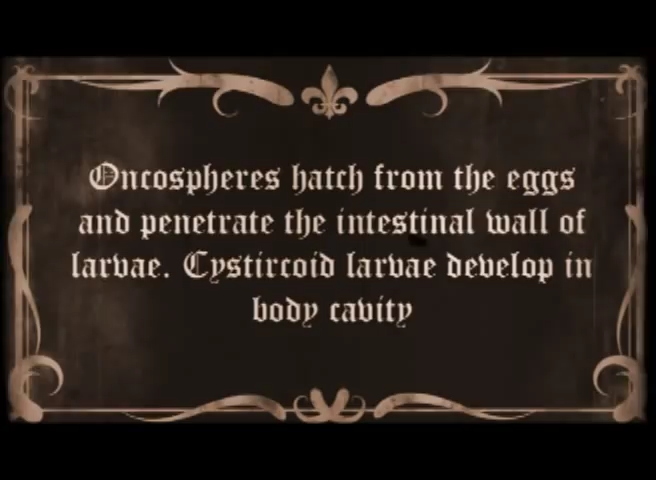 Oncospheres hatch from the eggs
and penetrate the intestinal wall of
larvae. Cystircoid larvae develop in
body cavity